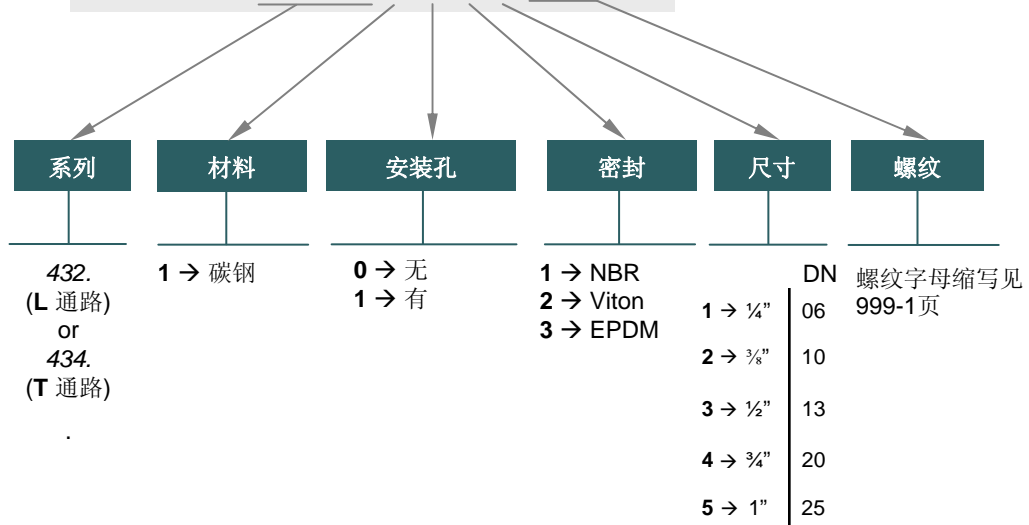 系列
432.
(L 通路)
or
434.
(T 通路)
.
材料
1 → 碳钢
安装孔
0 → 无
1 → 有
密封
1 → NBR
2 → Viton
3 → EPDM
尺寸
DN
1 → ¼” 06
2 → ⅜” 10
3 → ½” 13
4 → ¾” 20
5 → 1” 25
螺纹
螺纹字母缩写见
999-1页